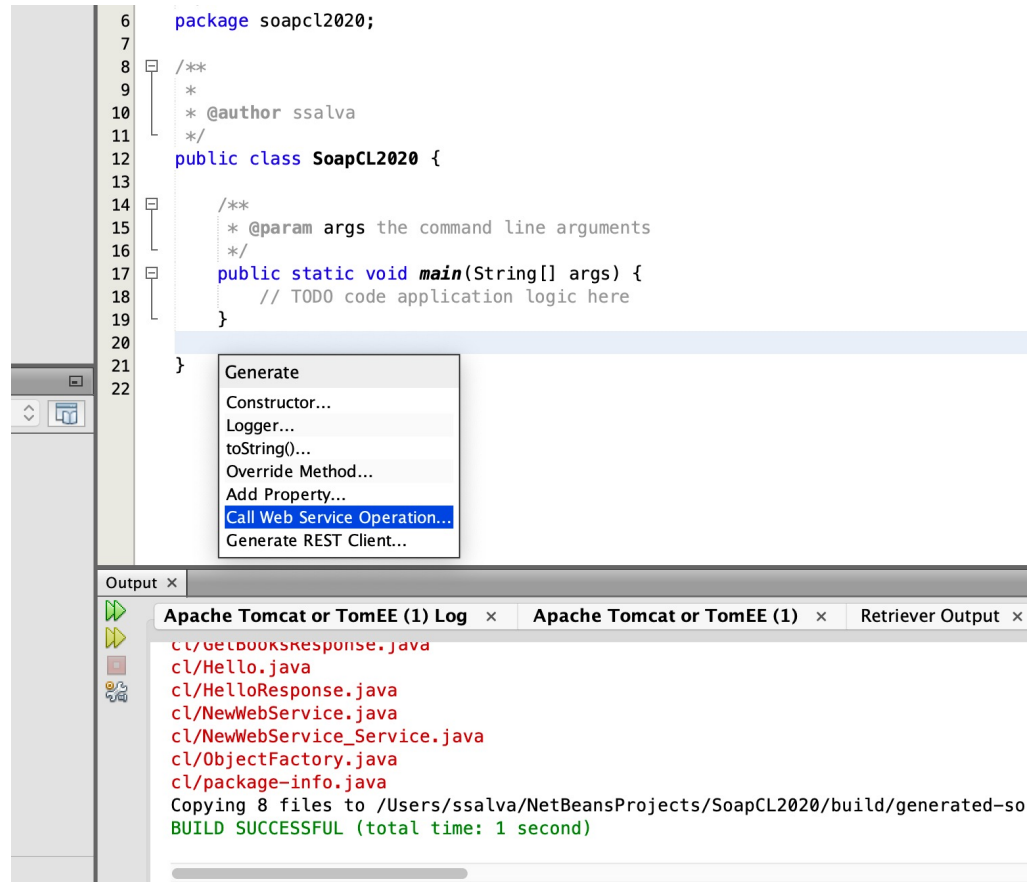 6 package soapcl2020;
7
8 /**
9 *
10 * @author ssalva
11 */
12 public class SoapCL2020 {
13
14 /**
15 * @param args the command line arguments
16 */
17 public static void main(String[] args) {
18 // TODO code application logic here
19 }
20
21 }
22
Generate
Constructor...
Logger...
toString()...
Override Method...
Add Property...
Call Web Service Operation...
Generate REST Client...
Output ×
Apache Tomcat or TomEE (1) Log × Apache Tomcat or TomEE (1) × Retriever Output ×
cl/GetBooksResponse.java
cl/Hello.java
cl/HelloResponse.java
cl/NewWebService.java
cl/NewWebService_Service.java
cl/ObjectFactory.java
cl/package-info.java
Copying 8 files to /Users/ssalva/NetBeansProjects/SoapCL2020/build/generated-so
BUILD SUCCESSFUL (total time: 1 second)